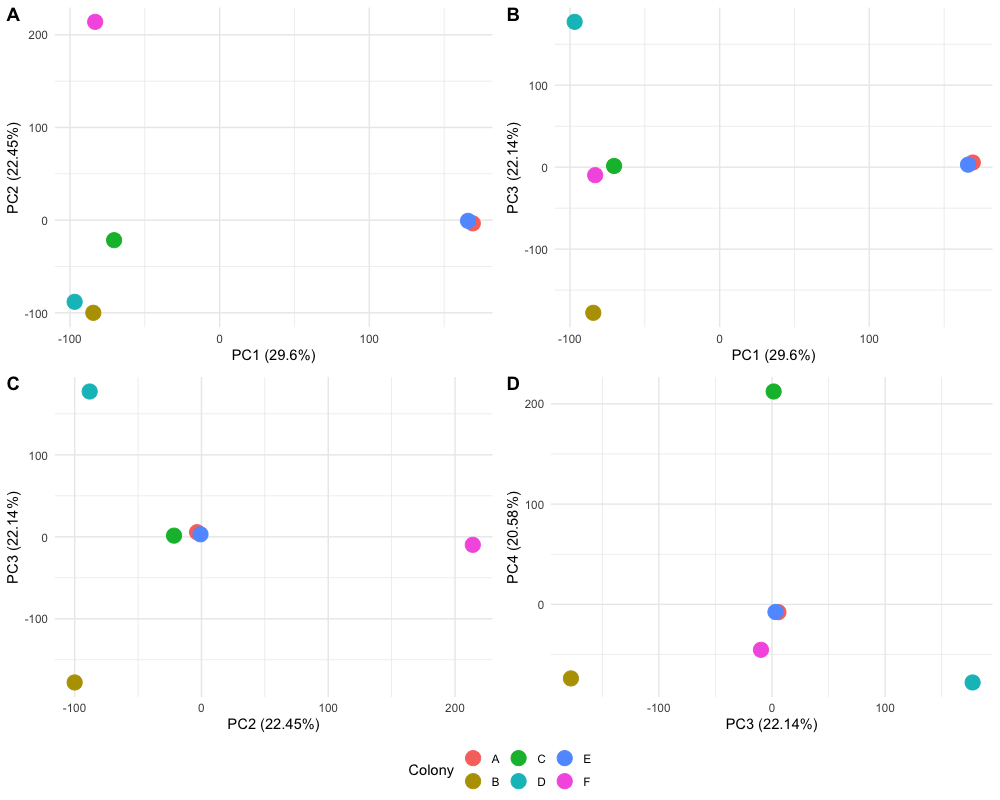 A
B
200
100
0
-100
PC2 (22.45%)
-100
0
100
PC1 (29.6%)
100
0
-100
PC3 (22.14%)
-100
0
100
PC1 (29.6%)
C
D
100
0
-100
PC3 (22.14%)
-100
0
100
200
PC2 (22.45%)
200
100
0
PC4 (20.58%)
-100
0
100
PC3 (22.14%)
Colony
A
C
E
B
D
F